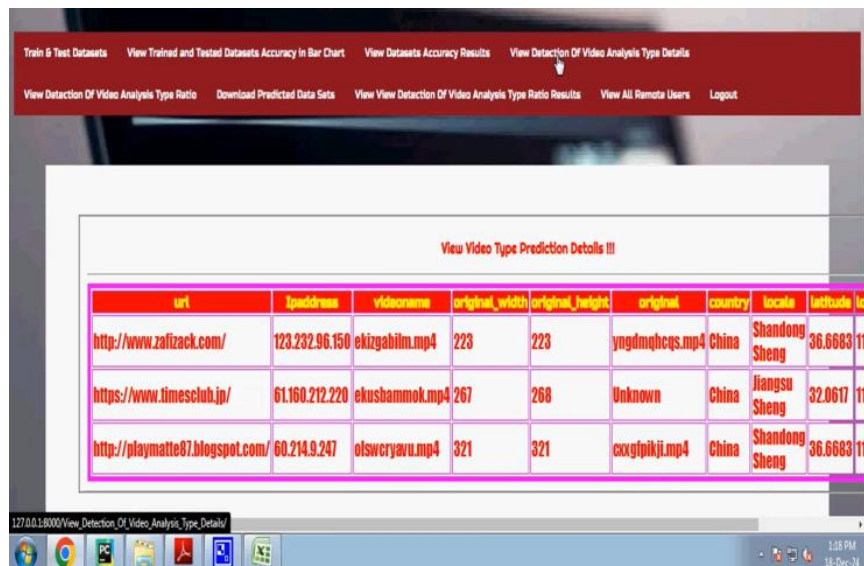 Train & Test Datasets View Trained and Tested Datasets Accuracy in Bar Chart View Datasets Accuracy Results View Detection Of Video Analysis Type Details
View Detection Of Video Analysis Type Ratio Download Predicted Data Sets View View Detection Of Video Analysis Type Ratio Results View All Remote Users Logout
View Video Type Prediction Details !!!
url Ipaddress videoname original_width original_height original country locale latitude
http://www.zafizack.com/ 123.232.96.150 ekizgabilm.mp4 223 223 yngdmqhcqs.mp4 China Shandong Sheng 36.6683
https://www.timesclub.jp/ 61.160.212.220 ekusbammok.mp4 267 268 Unknown China Jiangsu Sheng 32.0617
http://playmatte87.blogspot.com/ 60.214.9.247 olswcryavu.mp4 321 321 cxxgfpikji.mp4 China Shandong Sheng 36.6683
127.0.0.1:8000/View_Detection_Of_Video_Analysis_Type_Details/
PC
1:18 PM